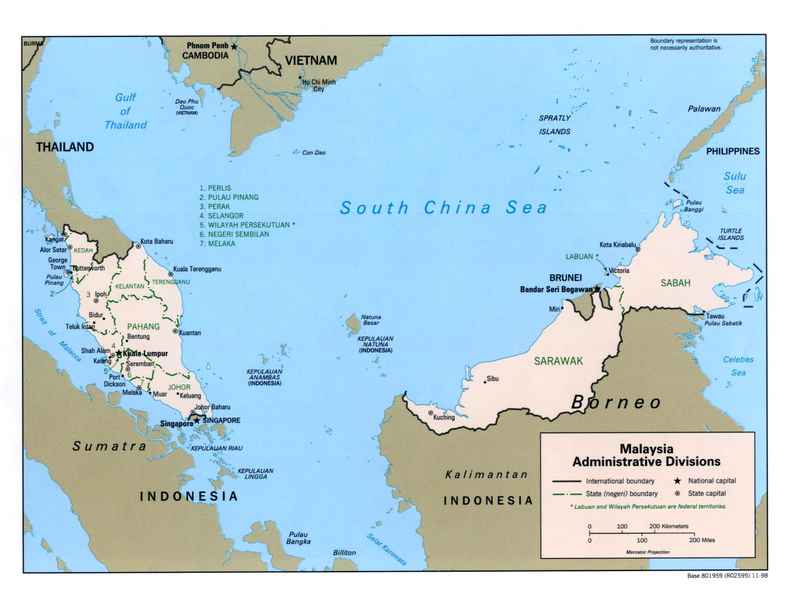 BURMA
Phnom Penh
CAMBODIA
VIETNAM
Ho Chi Minh
City
Boundary representation is
not necessarily authoritative.
Gulf
of
Thailand
Dao Phu
Quoc
(VIETNAM)
Con Dao
SPRATLY
ISLANDS
Palawan
THAILAND
PHILIPPINES
Sulu
Sea
1. PERLIS
2. PULAU PINANG
3. PERAK
4. SELANGOR
5. WILAYAH PERSEKUTUAN *
6. NEGERI SEMBILAN
7. MELAKA
South China Sea
Pulau
Banggi
TURTLE
ISLANDS
Kangar
Alor Setar
KEDAH
Kota Baharu
George
Town
Butterworth
Pulau
Pinang
2
Kuala Terengganu
TERENGGANU
KELANTAN
3
Ipoh
Bidur
Teluk Intan
PAHANG
Kuantan
Bentung
Shah Alam
4
Kuala Lumpur
Kelang
Seremban
Port
Dickson
Melaka
Muar
JOHOR
Keluang
Johor Baharu
Singapore
SINGAPORE
Strait of Malacca
Kota Kinabalu
LABUAN
Victoria
BRUNEI
Bandar Seri Begawan
SABAH
Miri
Tawau
Pulau Sebatik
Celebes
Sea
Natuna
Besar
KEPULAUAN
NATUNA
(INDONESIA)
KEPULAUAN
ANAMBAS
(INDONESIA)
SARAWAK
Sibu
Kuching
Borneo
Sumatra
KEPULAUAN RIAU
KEPULAUAN
LINGGA
INDONESIA
Kalimantan
INDONESIA
Pulau
Bangka
Billiton
Selat Karimata
Malaysia
Administrative Divisions
International boundary
National capital
State (negeri) boundary
State capital
* Labuan and Wilayah Persekutuan are federal territories.
0 100 200 Kilometers
0 100 200 Miles
Mercator Projection
Base 801959 (R02595) 11-98